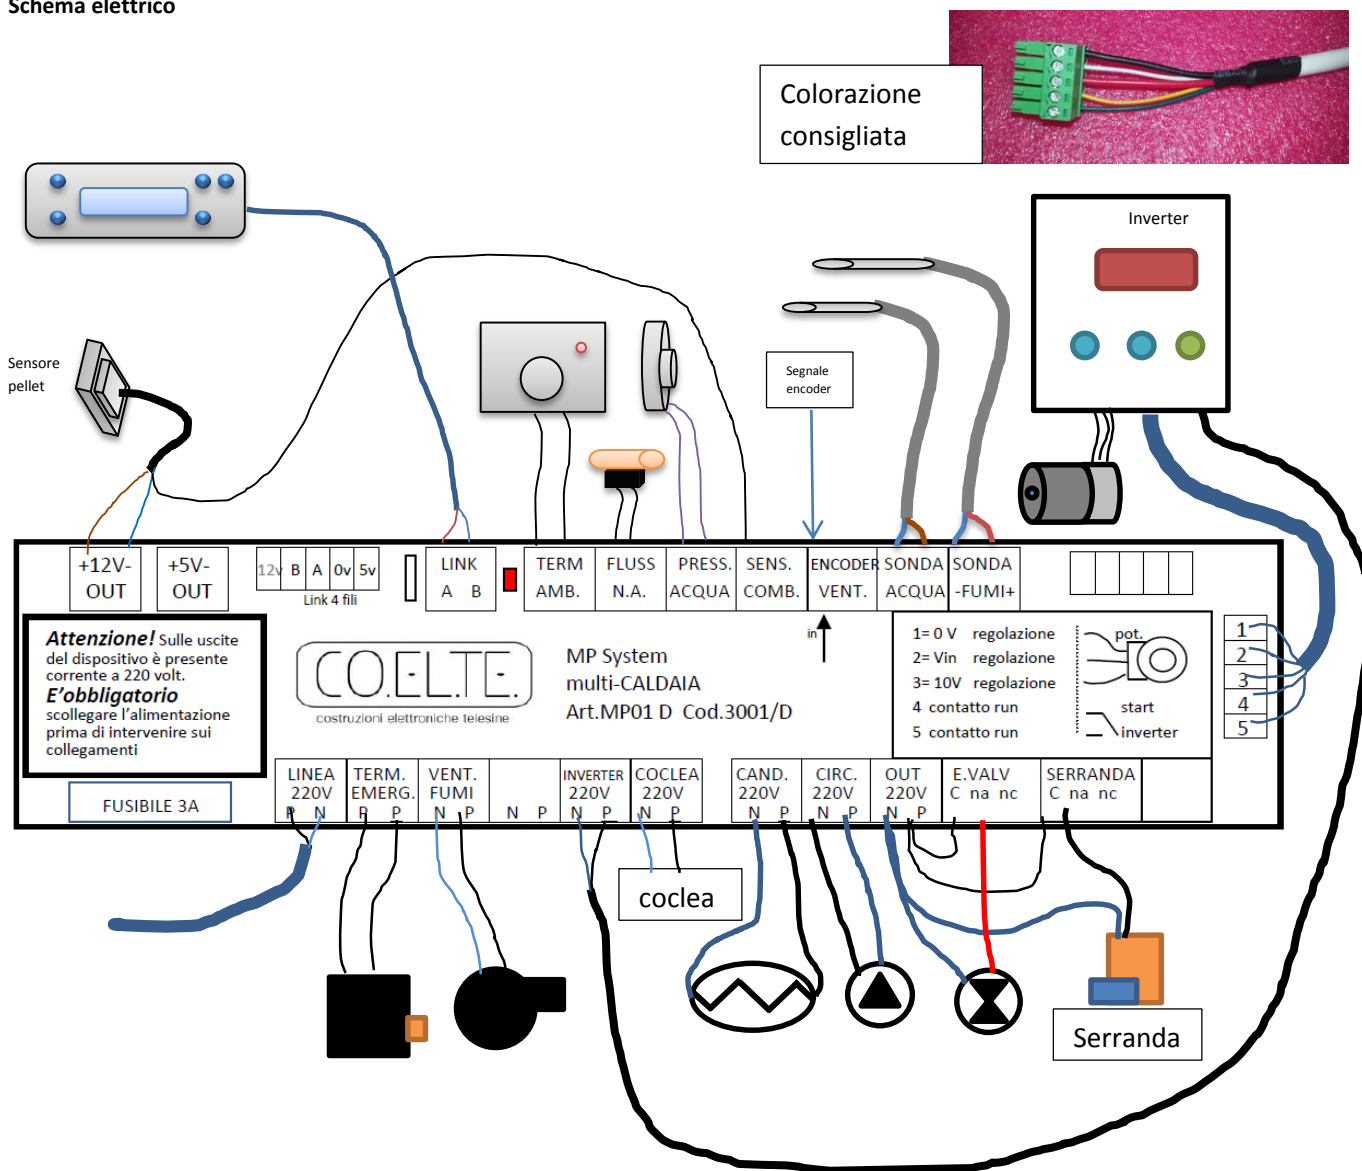 Schema elettrico
Colorazione
consigliata
Inverter
Sensore
pellet
Segnale
encoder
+12V-
OUT
+5V-
OUT
12v B A 0v 5v
Link 4 fili
LINK
A B
TERM
AMB.
FLUSS
N.A.
PRESS.
ACQUA
SENS.
COMB.
ENCODER
VENT.
SONDA
ACQUA
SONDA
-FUMI+
in
Attenzione! Sulle uscite
del dispositivo è presente
corrente a 220 volt.
E'obbligatorio
scollegare l'alimentazione
prima di intervenire sui
collegamenti
CO.EL.TE.
costruzioni elettroniche telesine
MP System
multi-CALDAIA
Art.MP01 D Cod.3001/D
1= 0 V regolazione
2= Vin regolazione
3= 10V regolazione
4 contatto run
5 contatto run
pot.
start
inverter
1
2
3
4
5
FUSIBILE 3A
LINEA
220V
P N
TERM.
EMERG.
P P
VENT.
FUMI
N P
N P
INVERTER
220V
N P
COCLEA
220V
N P
CAND.
220V
N P
CIRC.
220V
N P
OUT
220V
N P
E.VALV
C na nc
SERRANDA
C na nc
coclea
Serranda